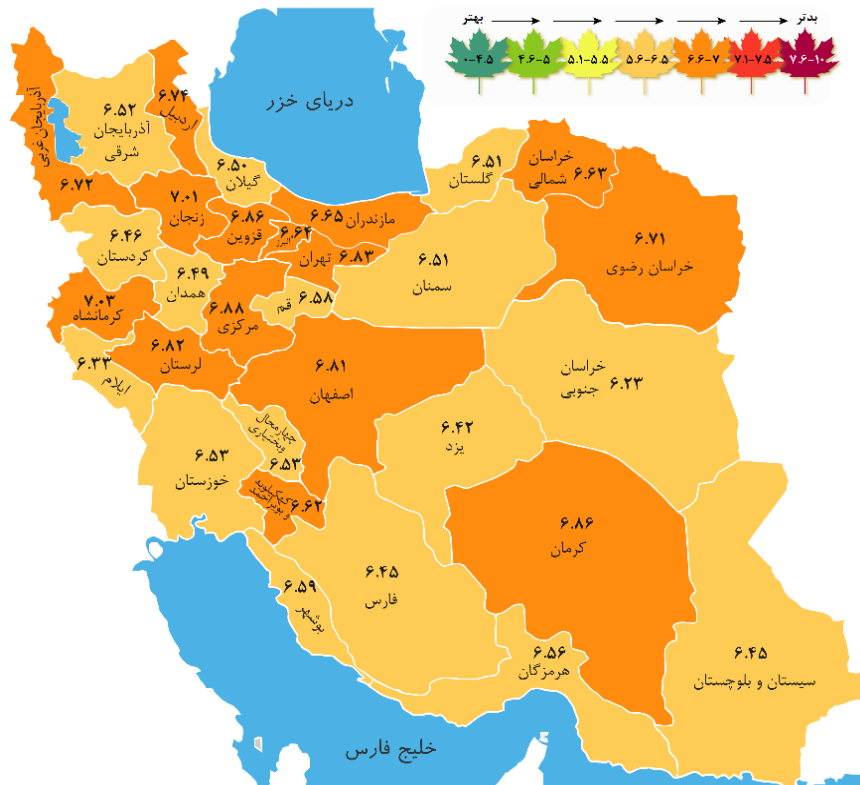 بهتر
بدتر
۰-۴.۵
۴.۶-۵
۵.۱-۵.۵
۵.۶-۶.۵
۶.۶-۷
۷.۱-۷.۵
۷.۶-۱۰
دریای خزر
آذربایجان غربی
۶.۷۲
۶.۵۲
آذربایجان
شرقی
۶.۷۴
اردبیل
۶.۵۰
گیلان
۶.۵۱
گلستان
خراسان
شمالی
۶.۶۳
۷.۰۱
زنجان
۶.۸۶
قزوین
۶.۶۴
البرز
۶.۶۵ مازندران
۶.۸۳
تهران
۶.۵۱
سمنان
۶.۷۱
خراسان رضوی
۶.۴۶
کردستان
۶.۴۹
همدان
۶.۸۸
مرکزی
۶.۵۸
قم
۷.۰۳
کرمانشاه
۶.۸۲
لرستان
۶.۳۳
ایلام
۶.۸۱
اصفهان
خراسان
جنوبی
۶.۲۳
۶.۴۲
یزد
چهارمحال
وبختیاری
۶.۵۳
۶.۵۳
خوزستان
کهگیلویه
و بویراحمد
۶.۶۲
۶.۴۵
فارس
۶.۵۹
بوشهر
۶.۸۶
کرمان
۶.۵۶
هرمزگان
۶.۴۵
سیستان و بلوچستان
خلیج فارس